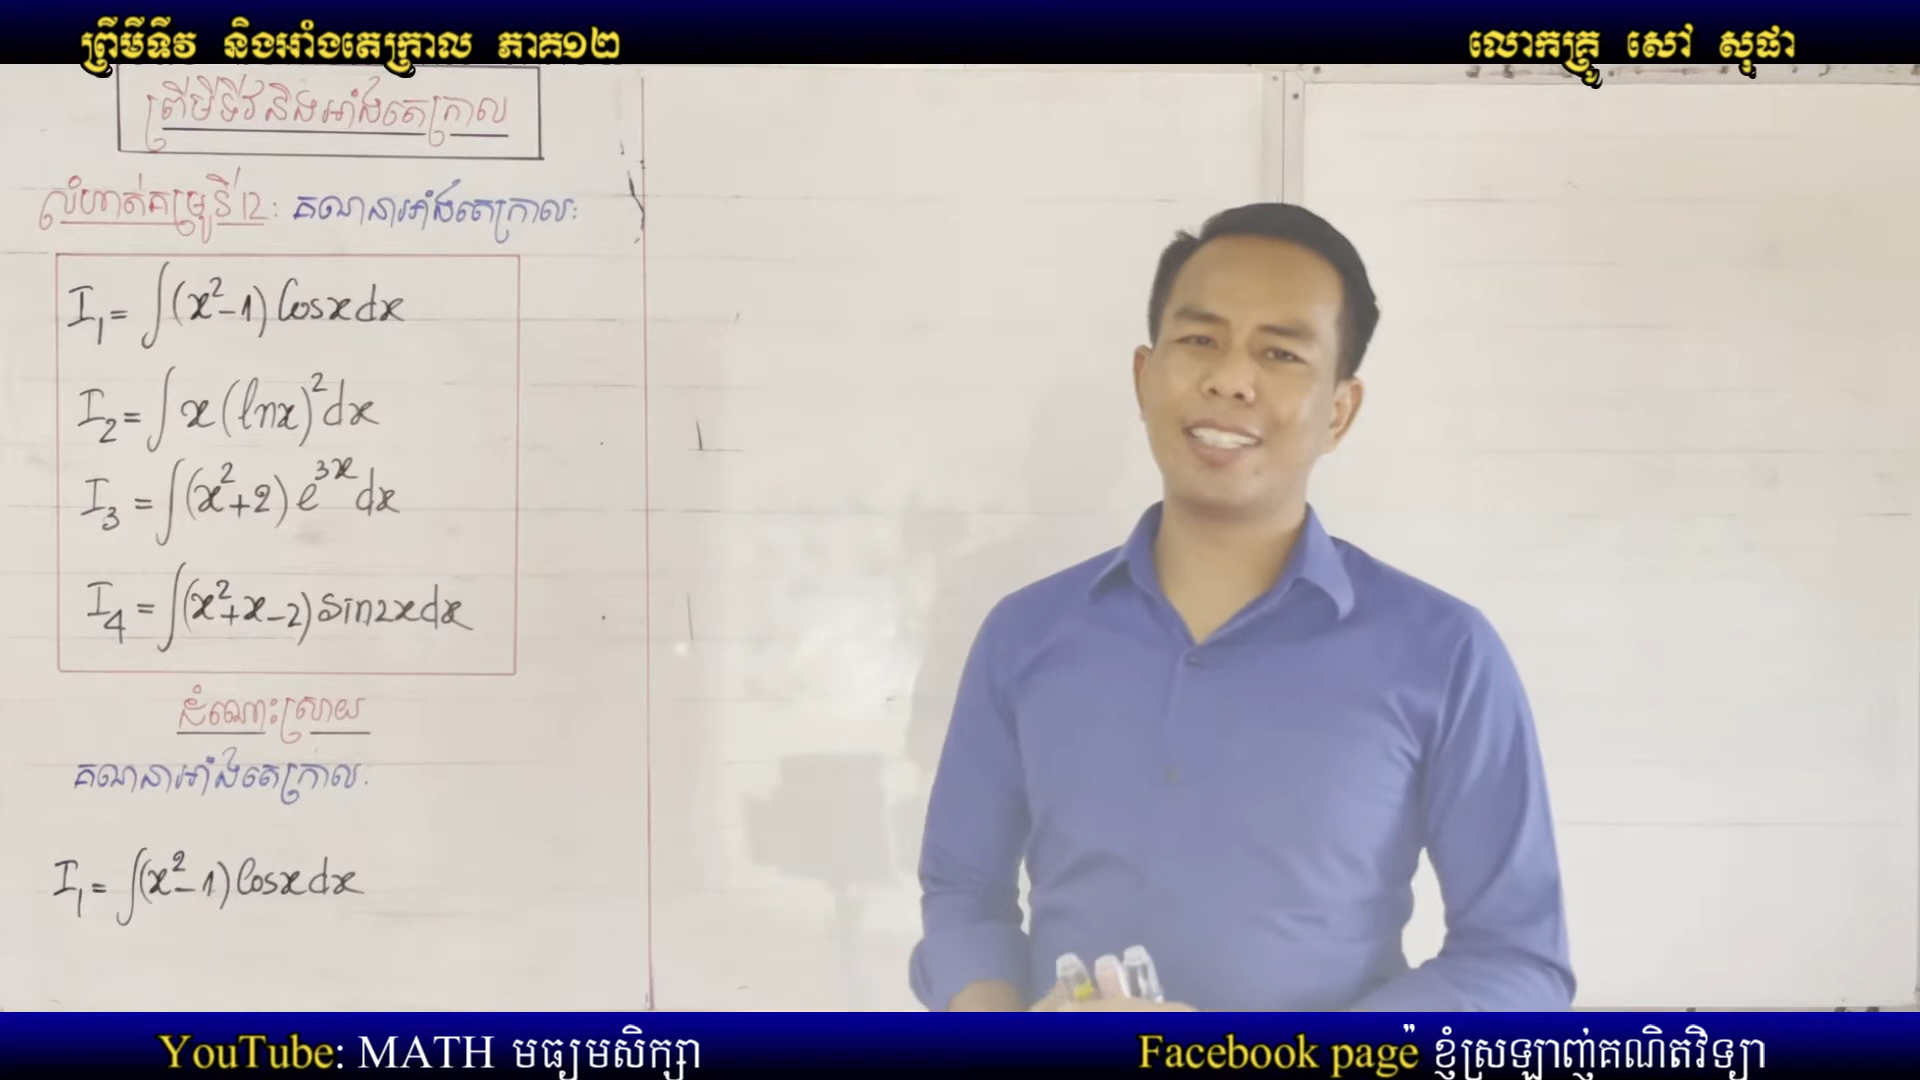 ព្រីមីទីវ និងអាំងតេក្រាល ភាគ១២
លោកគ្រូ សៅ សុផា
ព្រីមីទីវនិងអាំងតេក្រាល
លំហាត់គម្រូទី12: គណនាអាំងតេក្រាល:
I₁ = ∫(x²-1) cosx dx
I₂ = ∫ x (lnx)² dx
I₃ = ∫(x²+2) e³ˣ dx
I₄ = ∫(x²+x-2) sin2x dx
ដំណោះស្រាយ
គណនាអាំងតេក្រាល.
I₁ = ∫(x²-1) cosx dx
YouTube: MATH មធ្យមសិក្សា
Facebook page ៉ ខ្ញុំស្រឡាញ់គណិតវិទ្យា